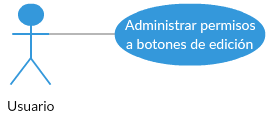 Administrar permisos
a botones de edición
Usuario